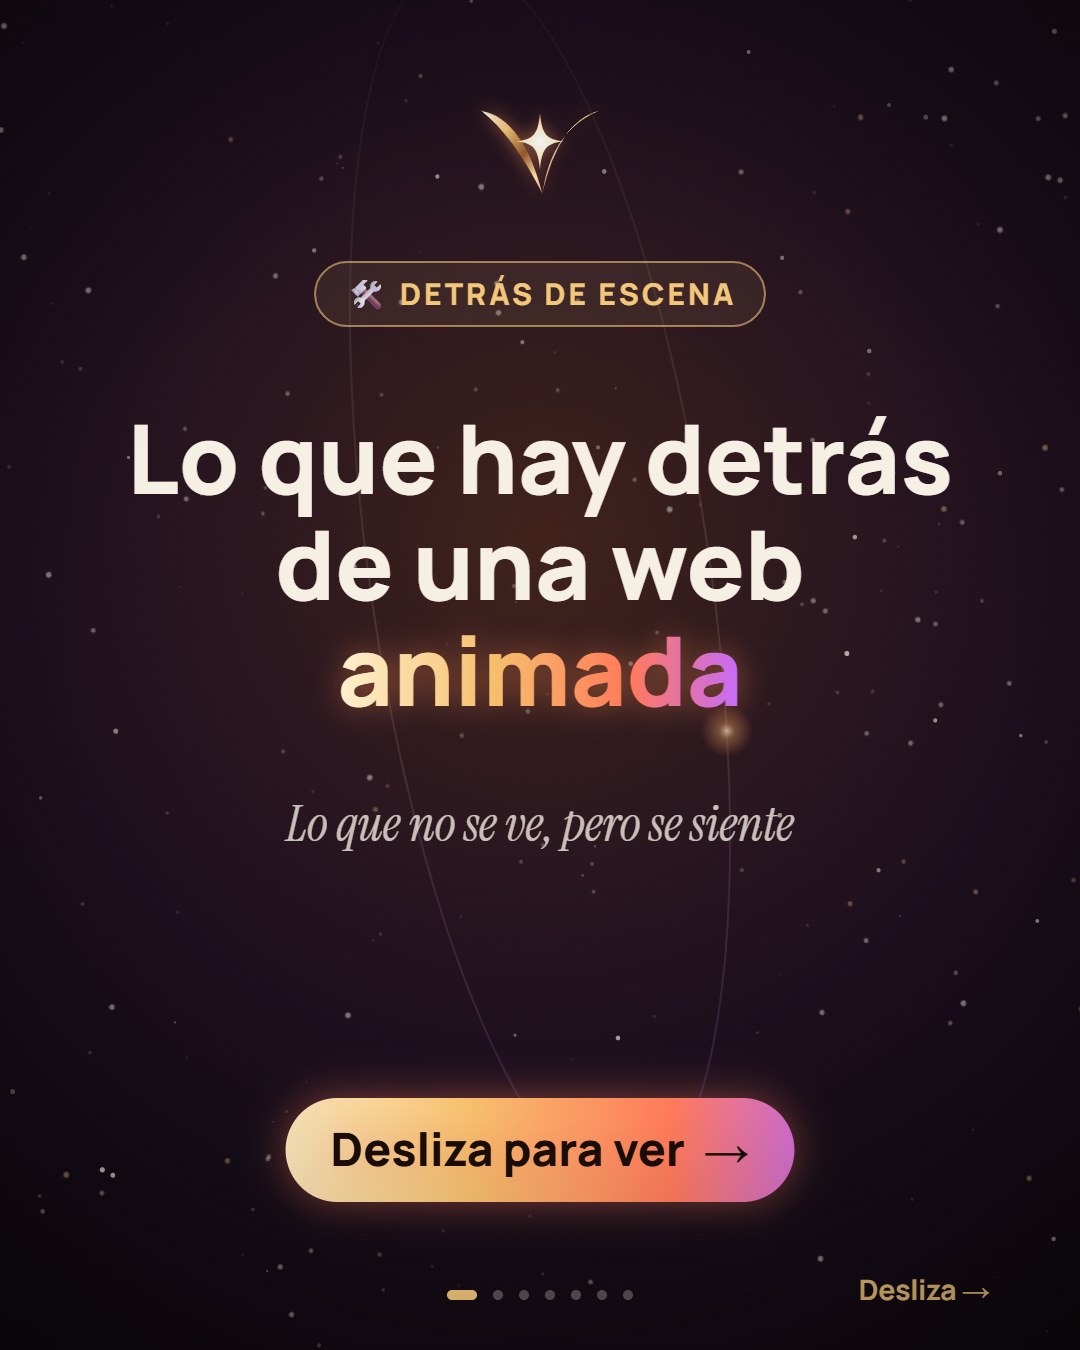 🛠️ DETRÁS DE ESCENA
Lo que hay detrás
de una web
animada
Lo que no se ve, pero se siente
Desliza para ver →
Desliza →